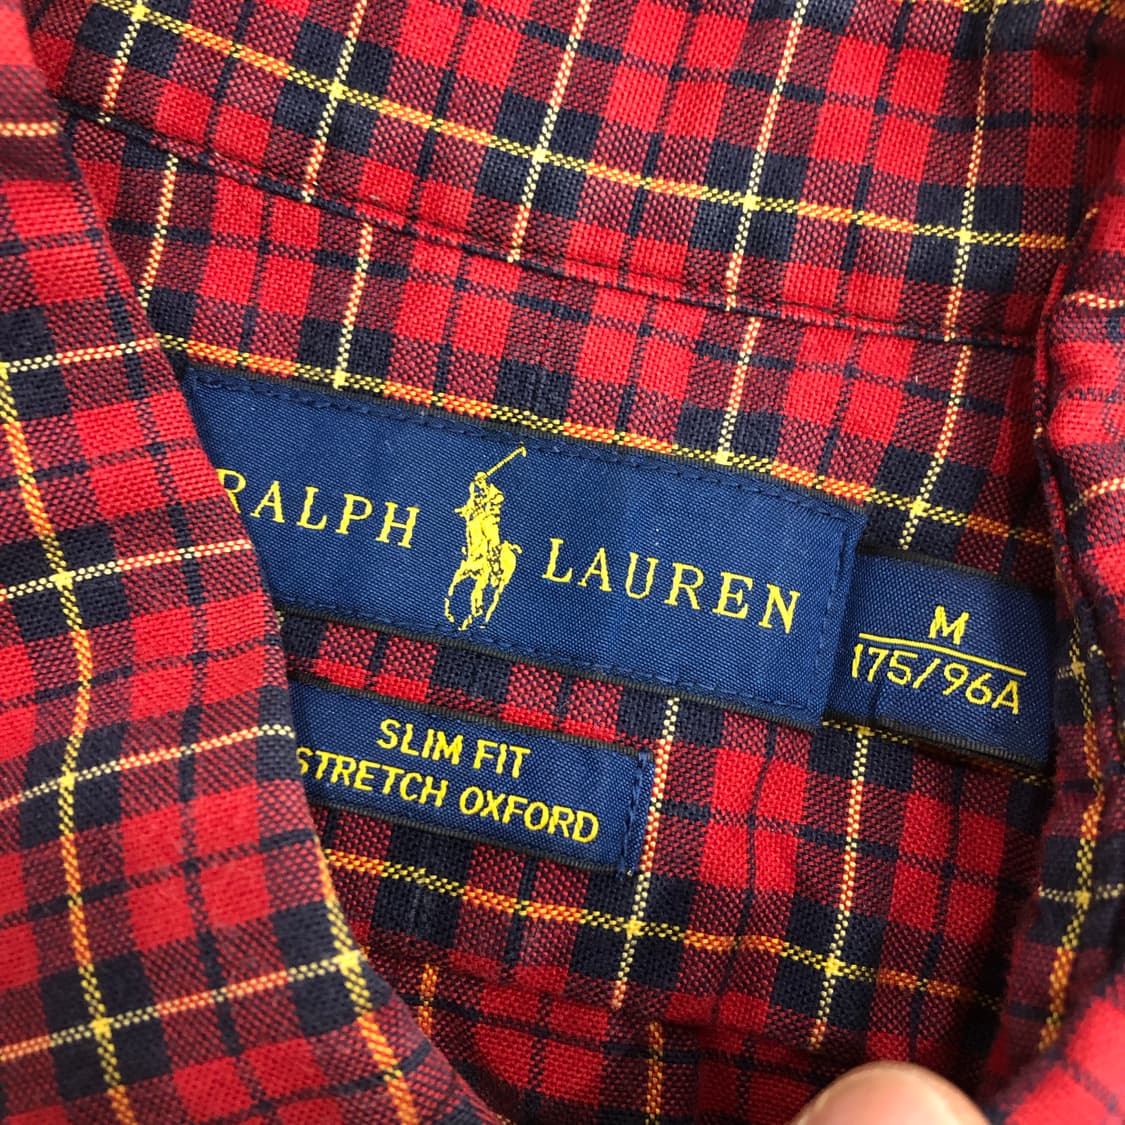 RALPH LAUREN
M
175/96A
SLIM FIT
STRETCH OXFORD